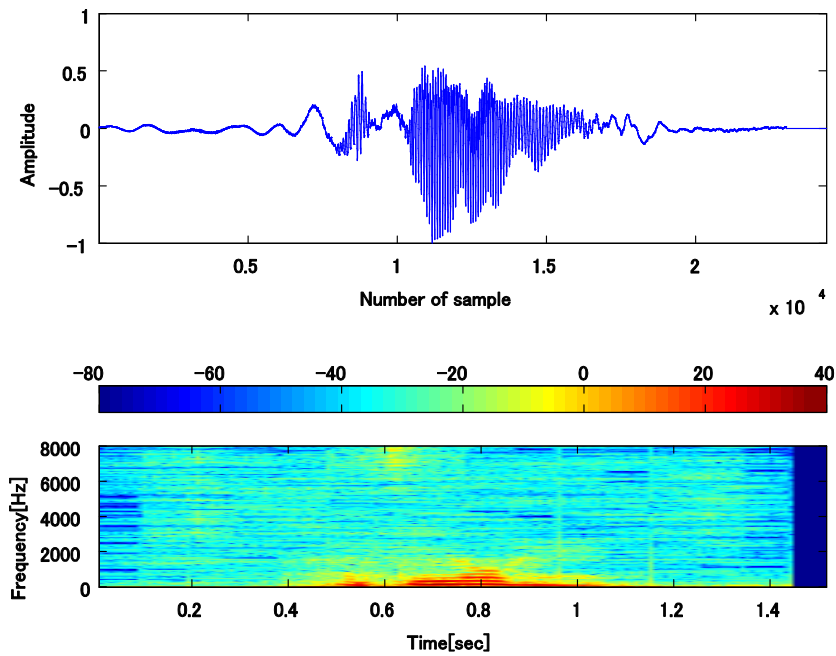 1
0.5
0
−0.5
−1
Amplitude
0.5 1 1.5 2
Number of sample
x 10 4
−80 −60 −40 −20 0 20 40
8000
6000
4000
2000
0
Frequency[Hz]
0.2 0.4 0.6 0.8 1 1.2 1.4
Time[sec]